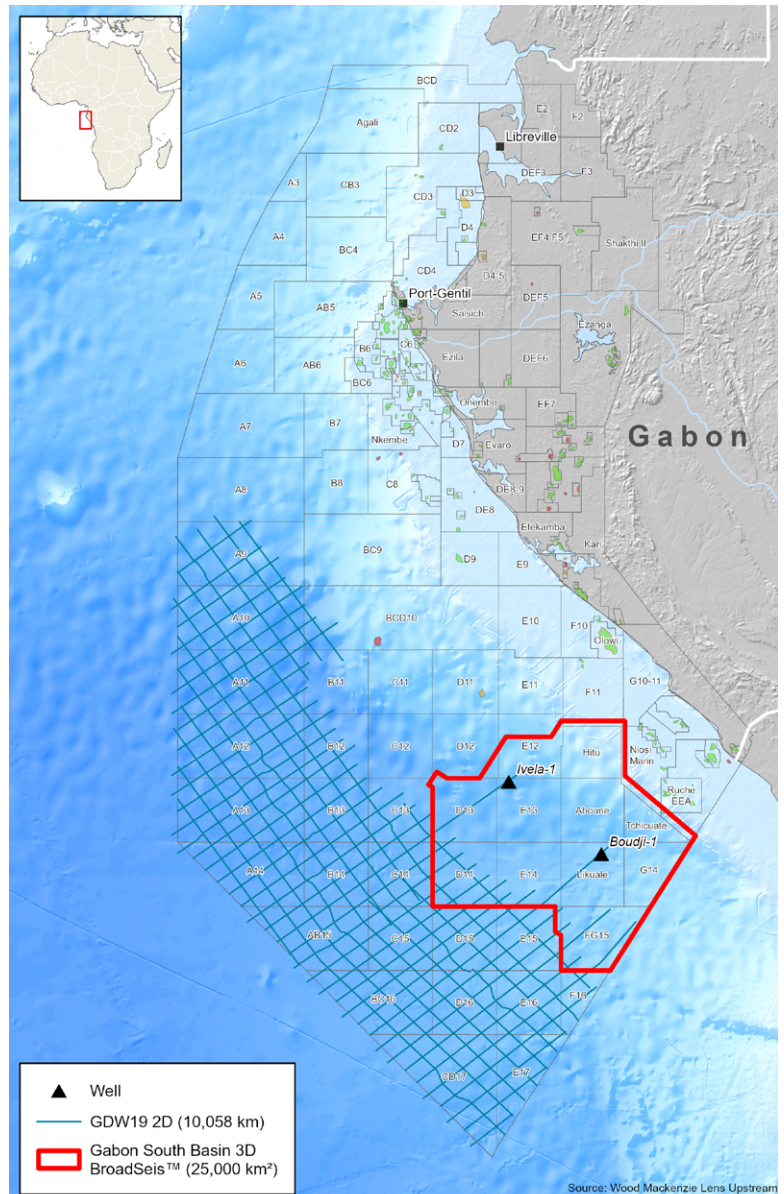 BCD
Agali
CD2
E2
F2
Libreville
DEF3
F3
A3
CB3
CD3
D3
A4
BC4
D4
EF4-F5
Shakthi II
CD4
A5
AB5
Port-Gentil
D4-5
DEF5
Salsich
Ezanga
A6
AB6
B6
C6
BC6
Ezila
DEF6
Oriembe
EF7
A7
B7
Nkembe
D7
Evaro
Gabon
A8
B8
C8
DE8-9
DE8
Etekamba
Kari
A9
BC9
D9
E9
A10
BCD10
E10
F10
Olowi
A11
B11
C11
D11
E11
F11
G10-11
A12
B12
C12
D12
E12
Hitu
Niosi
Marin
Ivela-1
Ruche
EEA
A13
B13
C13
D13
E13
Aboune
Tchicuate
Boudji-1
A14
B14
C14
D14
E14
Likuale
G14
AB15
C15
D15
E15
FG15
BC16
D16
E16
F16
CD17
E17
Well
GDW19 2D (10,058 km)
Gabon South Basin 3D
BroadSeis™ (25,000 km²)
Source: Wood Mackenzie Lens Upstream